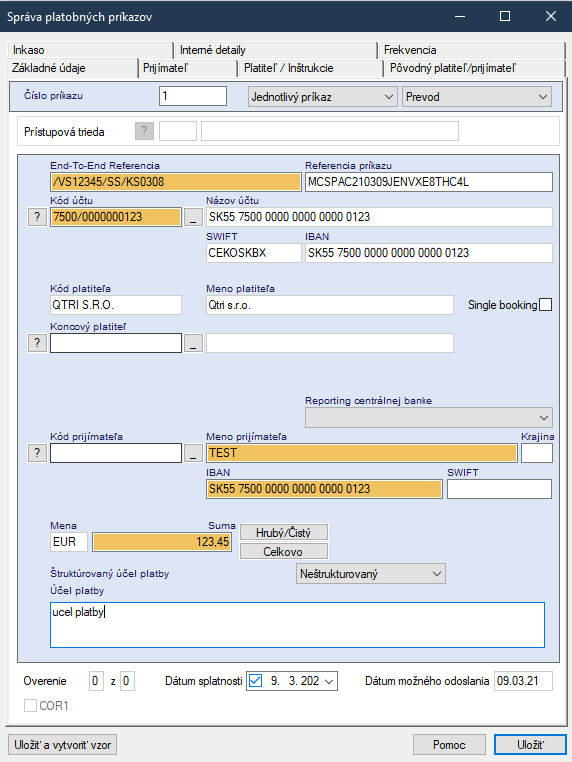 Správa platobných príkazov
Inkaso Interné detaily Frekvencia
Základné údaje Prijímateľ Platiteľ / Inštrukcie Pôvodný platiteľ/prijímateľ
Číslo príkazu 1 Jednotlivý príkaz Prevod
Prístupová trieda ?
End-To-End Referencia Referencia príkazu
/VS12345/SS/KS0308 MCSPAC210309JENVXE8THC4L
Kód účtu Názov účtu
? 7500/0000000123 _ SK55 7500 0000 0000 0000 0123
SWIFT IBAN
CEKOSKBX SK55 7500 0000 0000 0000 0123
Kód platiteľa Meno platiteľa
QTRI S.R.O. Qtri s.r.o. Single booking
Koncový platiteľ
? _
Reporting centrálnej banke
Kód prijímateľa Meno prijímateľa Krajina
? _ TEST
IBAN SWIFT
SK55 7500 0000 0000 0000 0123
Mena Suma
EUR 123,45 Hrubý/Čistý
Celkovo
Štruktúrovaný účel platby Neštrukturovaný
Účel platby
ucel platby
Overenie 0 z 0 Dátum splatnosti 9. 3. 202 Dátum možného odoslania 09.03.21
COR1
Uložiť a vytvoriť vzor Pomoc Uložiť